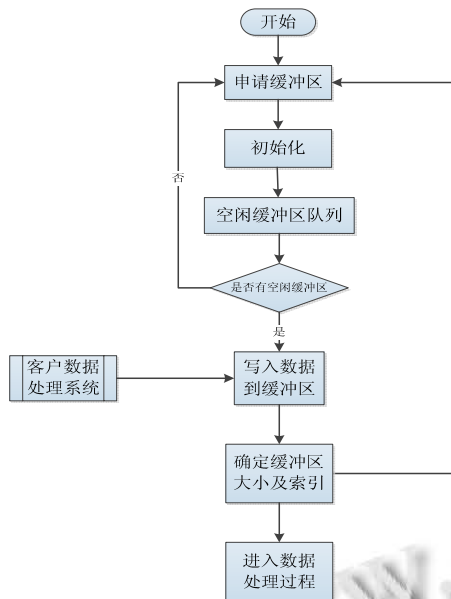 开始
申请缓冲区
初始化
否
空闲缓冲区队列
是否有空闲缓冲区
是
客户数据
处理系统
写入数据
到缓冲区
确定缓冲区
大小及索引
进入数据
处理过程